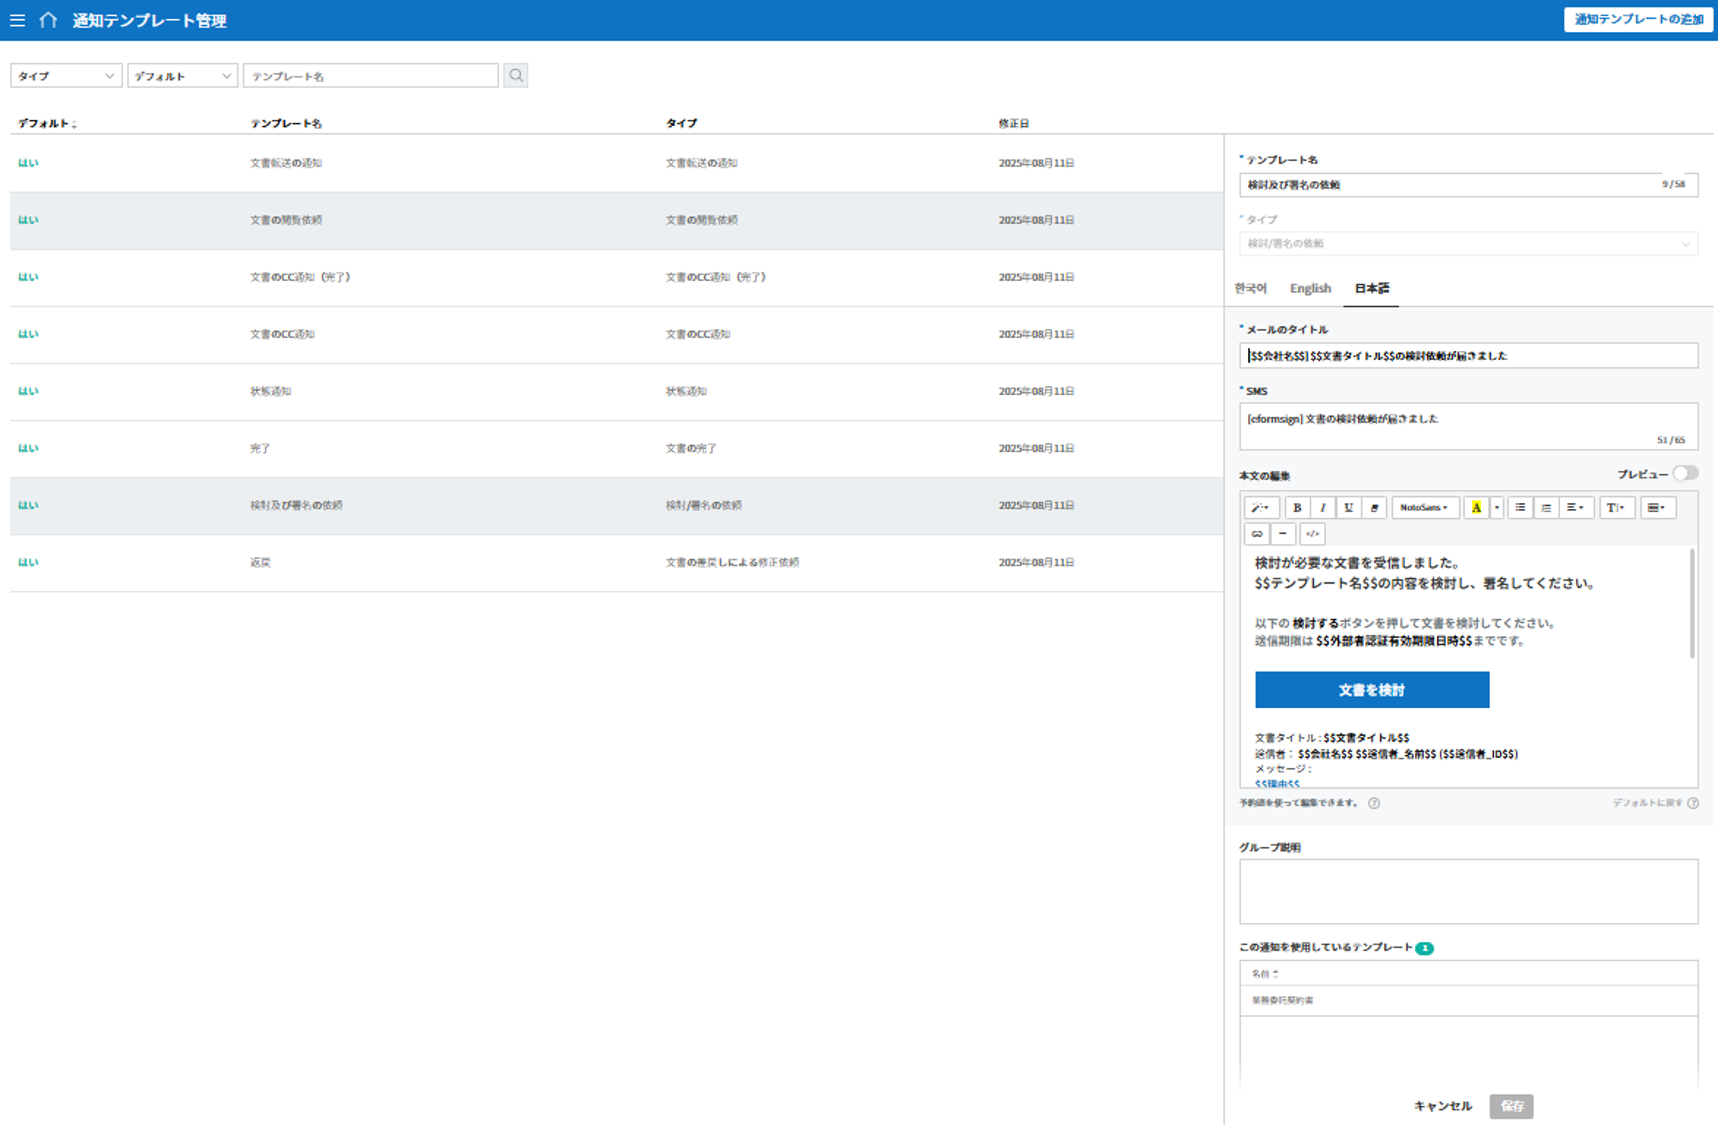 通知テンプレート管理
通知テンプレートの追加
タイプ
デフォルト
テンプレート名
デフォルト テンプレート名 タイプ 修正日
はい 文書転送の通知 文書転送の通知 2025年08月11日
はい 文書の閲覧依頼 文書の閲覧依頼 2025年08月11日
はい 文書のCC通知（完了） 文書のCC通知（完了） 2025年08月11日
はい 文書のCC通知 文書のCC通知 2025年08月11日
はい 状態通知 状態通知 2025年08月11日
はい 完了 文書の完了 2025年08月11日
はい 検討及び署名の依頼 検討/署名の依頼 2025年08月11日
はい 返戻 文書の差戻しによる修正依頼 2025年08月11日
* テンプレート名
検討及び署名の依頼 9/58
* タイプ
検討/署名の依頼
한국어 English 日本語
* メールのタイトル
[$$会社名$$] $$文書タイトル$$の検討依頼が届きました
* SMS
[eformsign] 文書の検討依頼が届きました
51/65
本文の編集 プレビュー
B I U NotoSans A T </>
検討が必要な文書を受信しました。
$$テンプレート名$$の内容を検討し、署名してください。
以下の 検討するボタンを押して文書を検討してください。
送信期限は $$外部者認証有効期限日時$$までです。
文書を検討
文書タイトル : $$文書タイトル$$
送信者： $$会社名$$ $$送信者_名前$$ ($$送信者_ID$$)
メッセージ :
$$理由$$
予約語を使って編集できます。 ? デフォルトに戻す ?
グループ説明
この通知を使用しているテンプレート 1
名前
業務委託契約書
キャンセル 保存